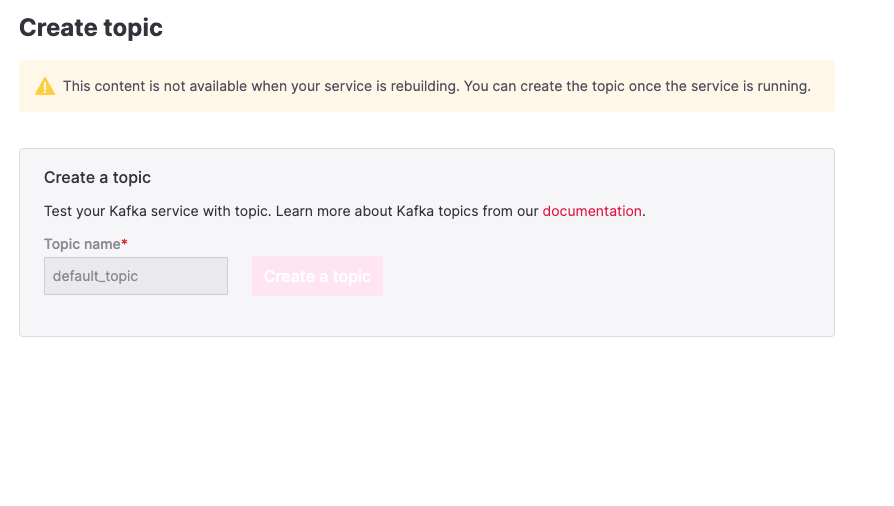 Create topic
This content is not available when your service is rebuilding. You can create the topic once the service is running.
Create a topic
Test your Kafka service with topic. Learn more about Kafka topics from our documentation.
Topic name*
default_topic
Create a topic